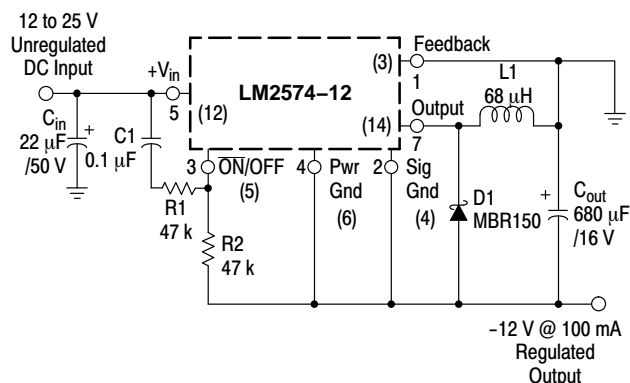 12 to 25 V
Unregulated
DC Input
+Vin
5
(12)
LM2574–12
(3)
Feedback
1
(14)
Output
7
L1
68 μH
Cin
22 μF
/50 V
+
C1
0.1 μF
3
ON/OFF
(5)
4
Pwr
Gnd
(6)
2
Sig
Gnd
(4)
R1
47 k
R2
47 k
D1
MBR150
+
Cout
680 μF
/16 V
–12 V @ 100 mA
Regulated
Output